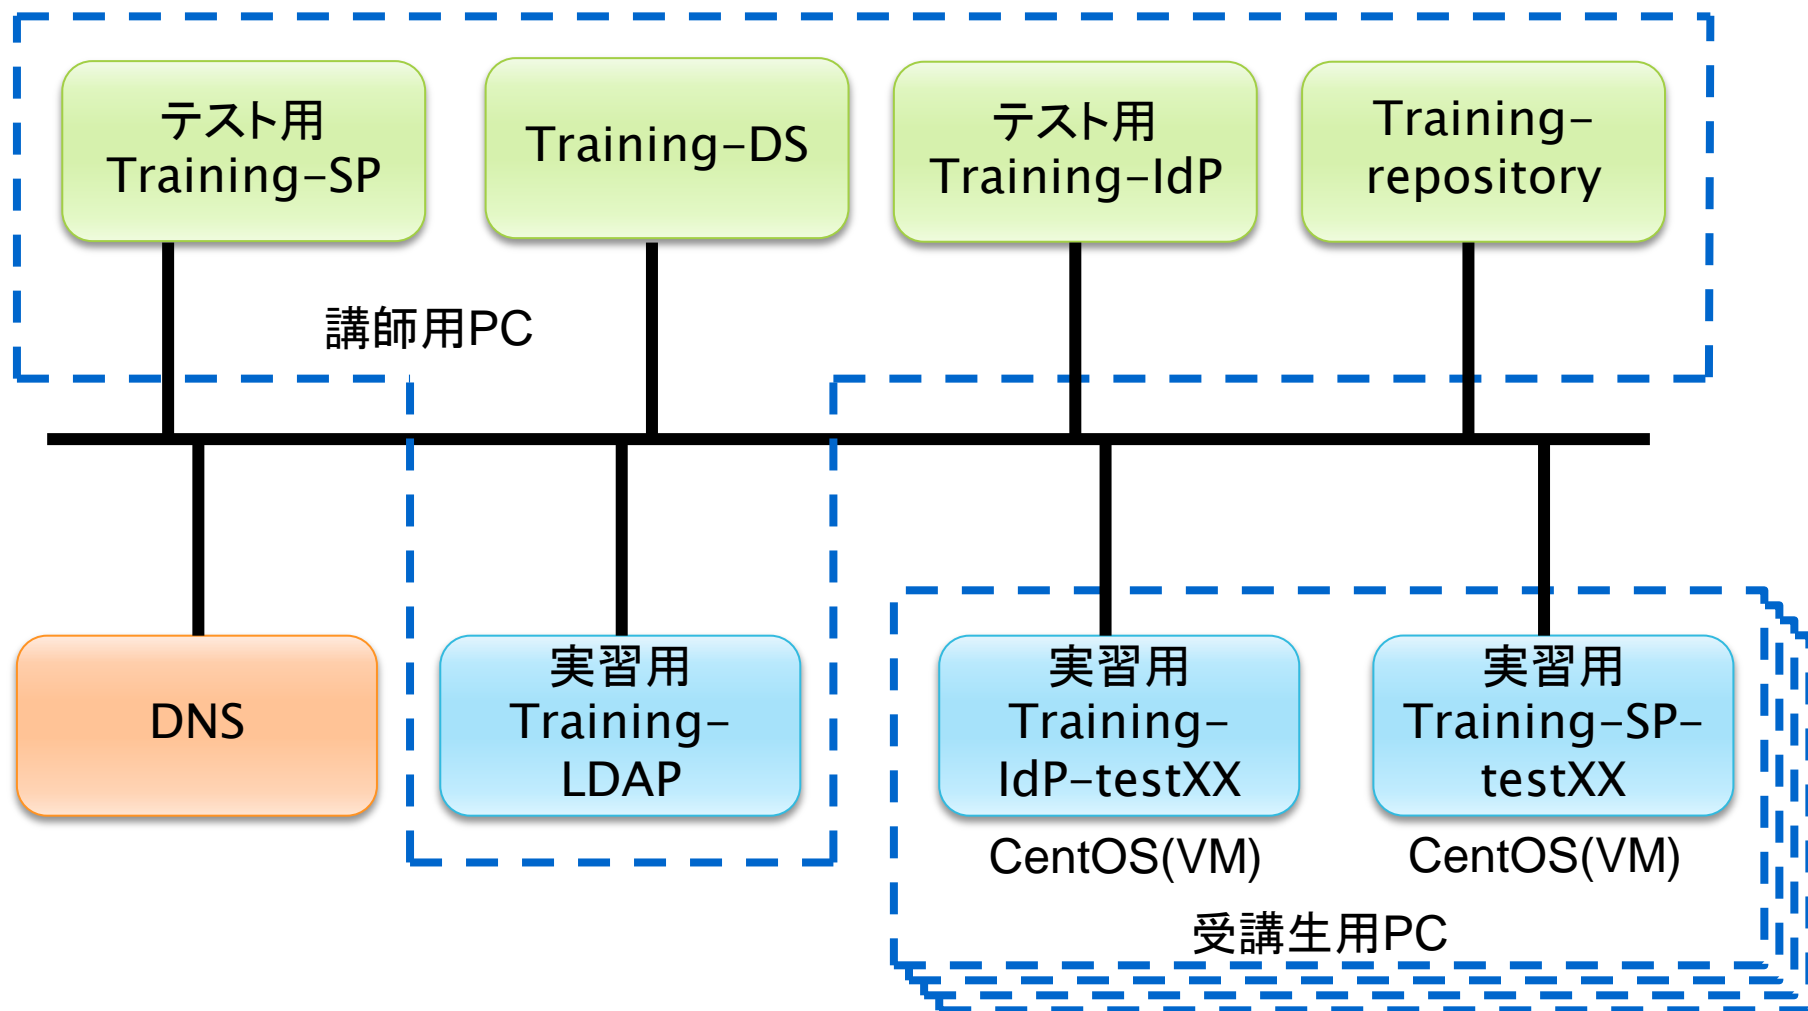 テスト用
Training-SP
Training-DS
テスト用
Training-IdP
Training-
repository
講師用PC
DNS
実習用
Training-
LDAP
実習用
Training-
IdP-testXX
CentOS(VM)
実習用
Training-SP-
testXX
CentOS(VM)
受講生用PC